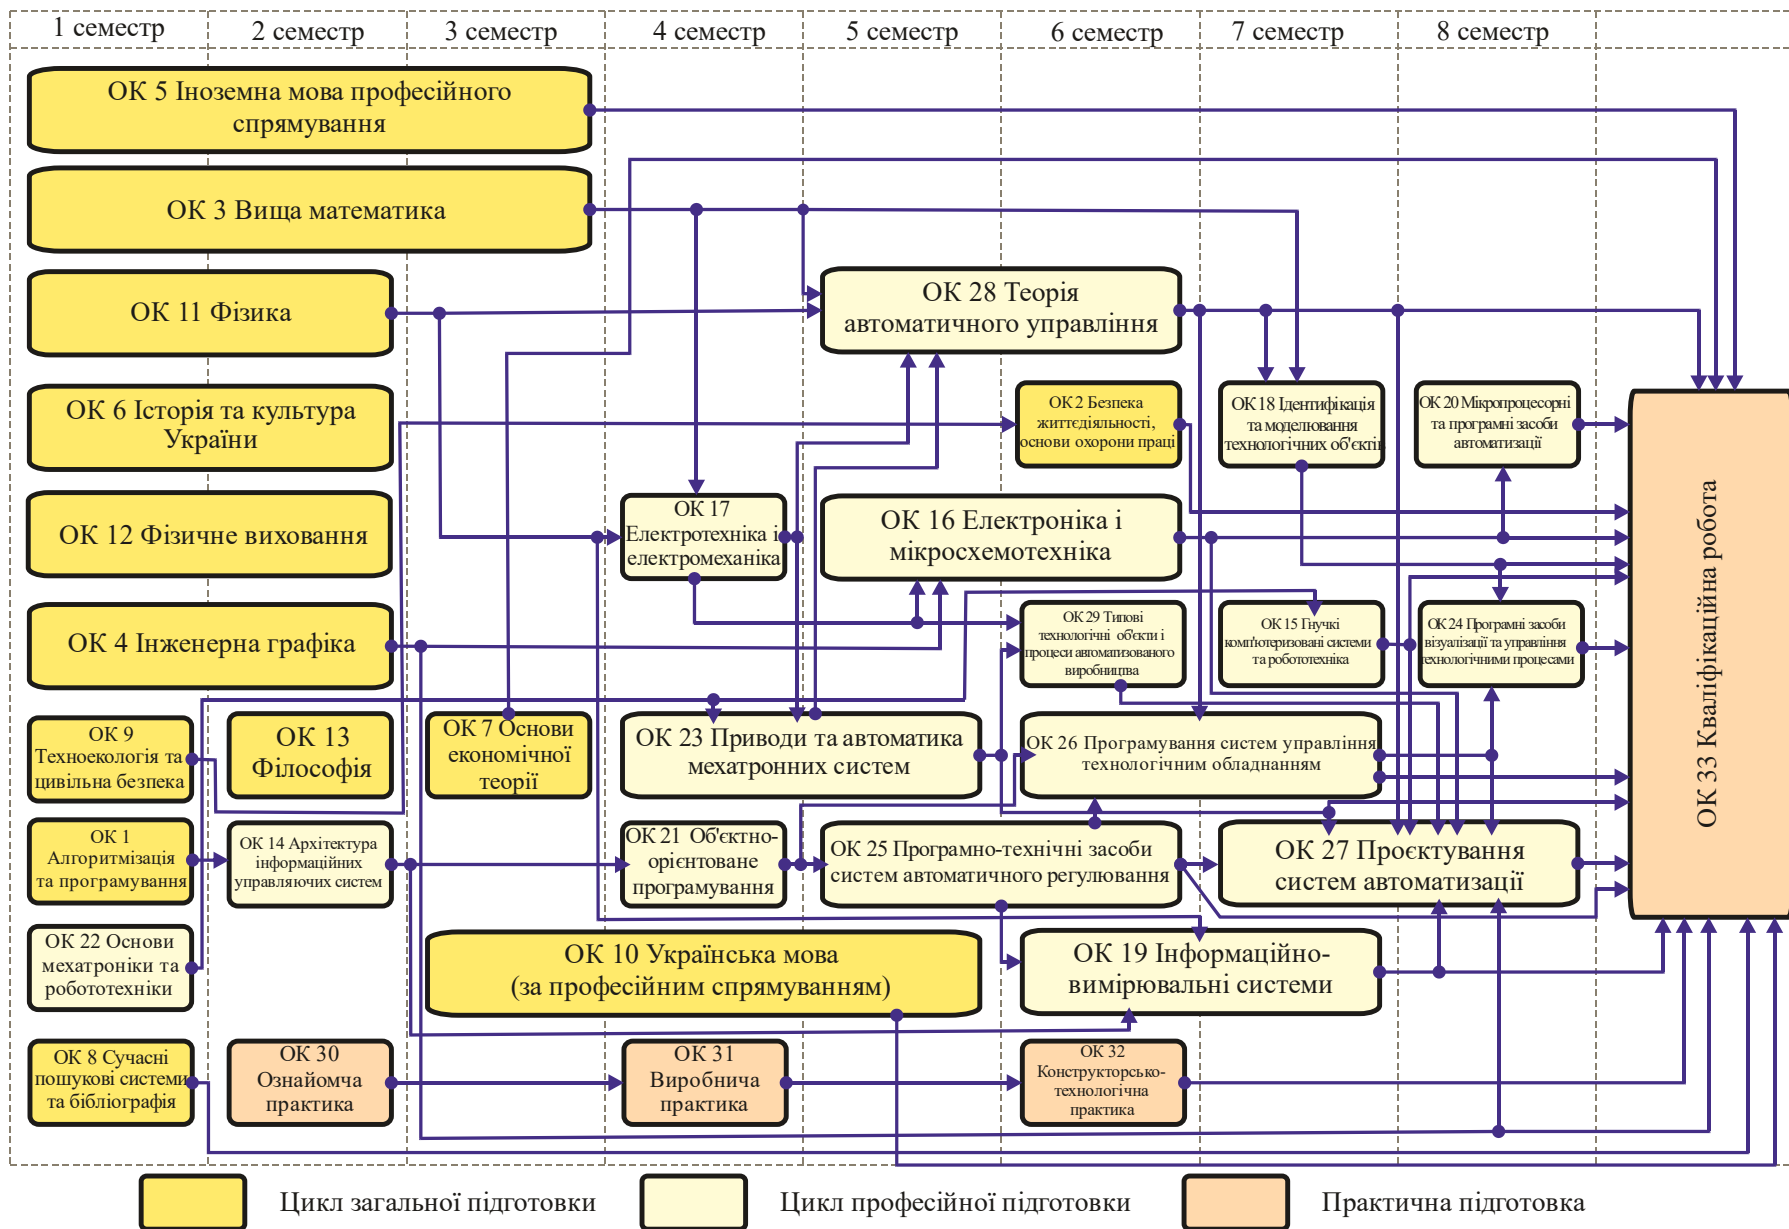 1 семестр
2 семестр
3 семестр
4 семестр
5 семестр
6 семестр
7 семестр
8 семестр
ОК 5 Іноземна мова професійного
спрямування
ОК 3 Вища математика
ОК 11 Фізика
ОК 28 Теорія
автоматичного управління
ОК 6 Історія та культура
України
ОК 2 Безпека
життєдіяльності,
основи охорони праці
ОК 18 Ідентифікація
та моделювання
технологічних об'єктів
ОК 20 Мікропроцесорні
та програмні засоби
автоматизації
ОК 12 Фізичне виховання
ОК 17
Електротехніка і
електромеханіка
ОК 16 Електроніка і
мікросхемотехніка
ОК 4 Інженерна графіка
ОК 29 Типові
технологічні об'єкти і
процеси автоматизованого
виробництва
ОК 15 Гнучкі
комп'ютеризовані системи
та робототехніка
ОК 24 Програмні засоби
візуалізації та управління
технологічними процесами
ОК 33 Кваліфікаційна робота
ОК 9
Техноекологія та
цивільна безпека
ОК 13
Філософія
ОК 7 Основи
економічної
теорії
ОК 23 Приводи та автоматика
мехатронних систем
ОК 26 Програмування систем управління
технологічним обладнанням
ОК 1
Алгоритмізація
та програмування
ОК 14 Архітектура
інформаційних
управляючих систем
ОК 21 Об'єктно-
орієнтоване
програмування
ОК 25 Програмно-технічні засоби
систем автоматичного регулювання
ОК 27 Проєктування
систем автоматизації
ОК 22 Основи
мехатроніки та
робототехніки
ОК 10 Українська мова
(за професійним спрямуванням)
ОК 19 Інформаційно-
вимірювальні системи
ОК 8 Сучасні
пошукові системи
та бібліографія
ОК 30
Ознайомча
практика
ОК 31
Виробнича
практика
ОК 32
Конструкторсько-
технологічна
практика
Цикл загальної підготовки
Цикл професійної підготовки
Практична підготовка